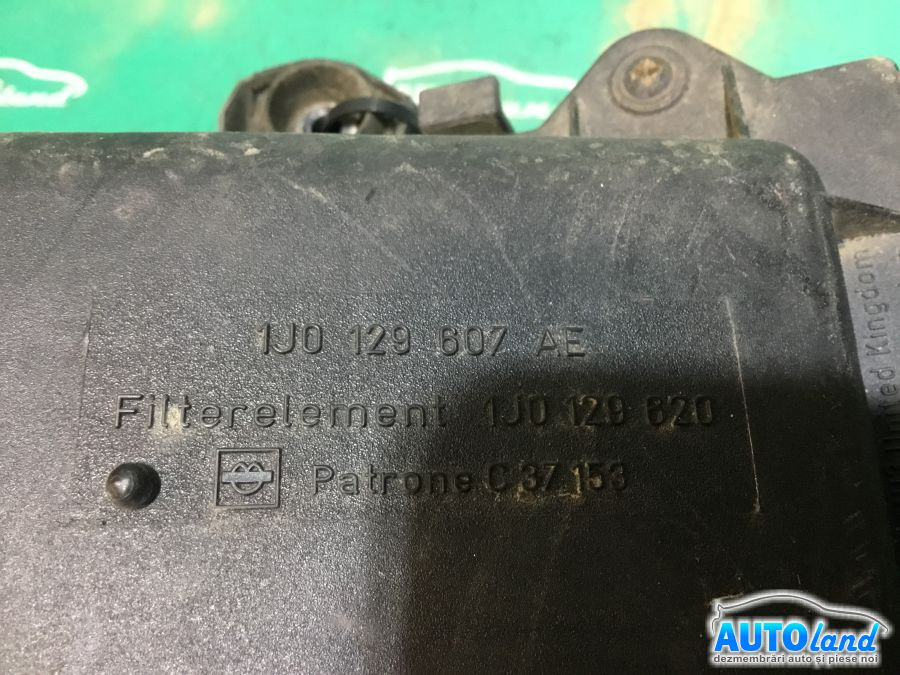 1J0 129 607 AE
Filterelement 1J0 129 620
Patrone C 37 153
United Kingdom
land
AUTOland
dezmembrări auto și piese noi